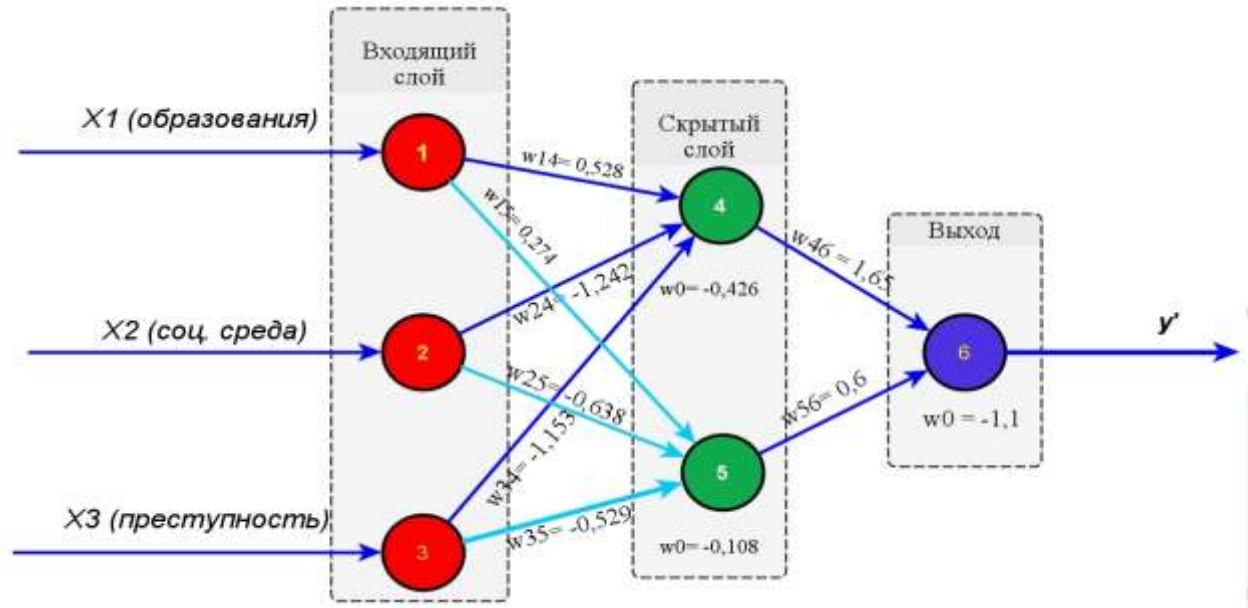 Входящий
слой
X1 (образования)
1
w14= 0,528
w15= 0,274
Скрытый
слой
4
w0= -0,426
w46 = 1,65
Выход
X2 (соц. среда)
2
w24= -1,242
w25= -0,638
6
y'
w0 = -1,1
w56= 0,6
X3 (преступность)
3
w34= -1,153
w35= -0,529
5
w0= -0,108